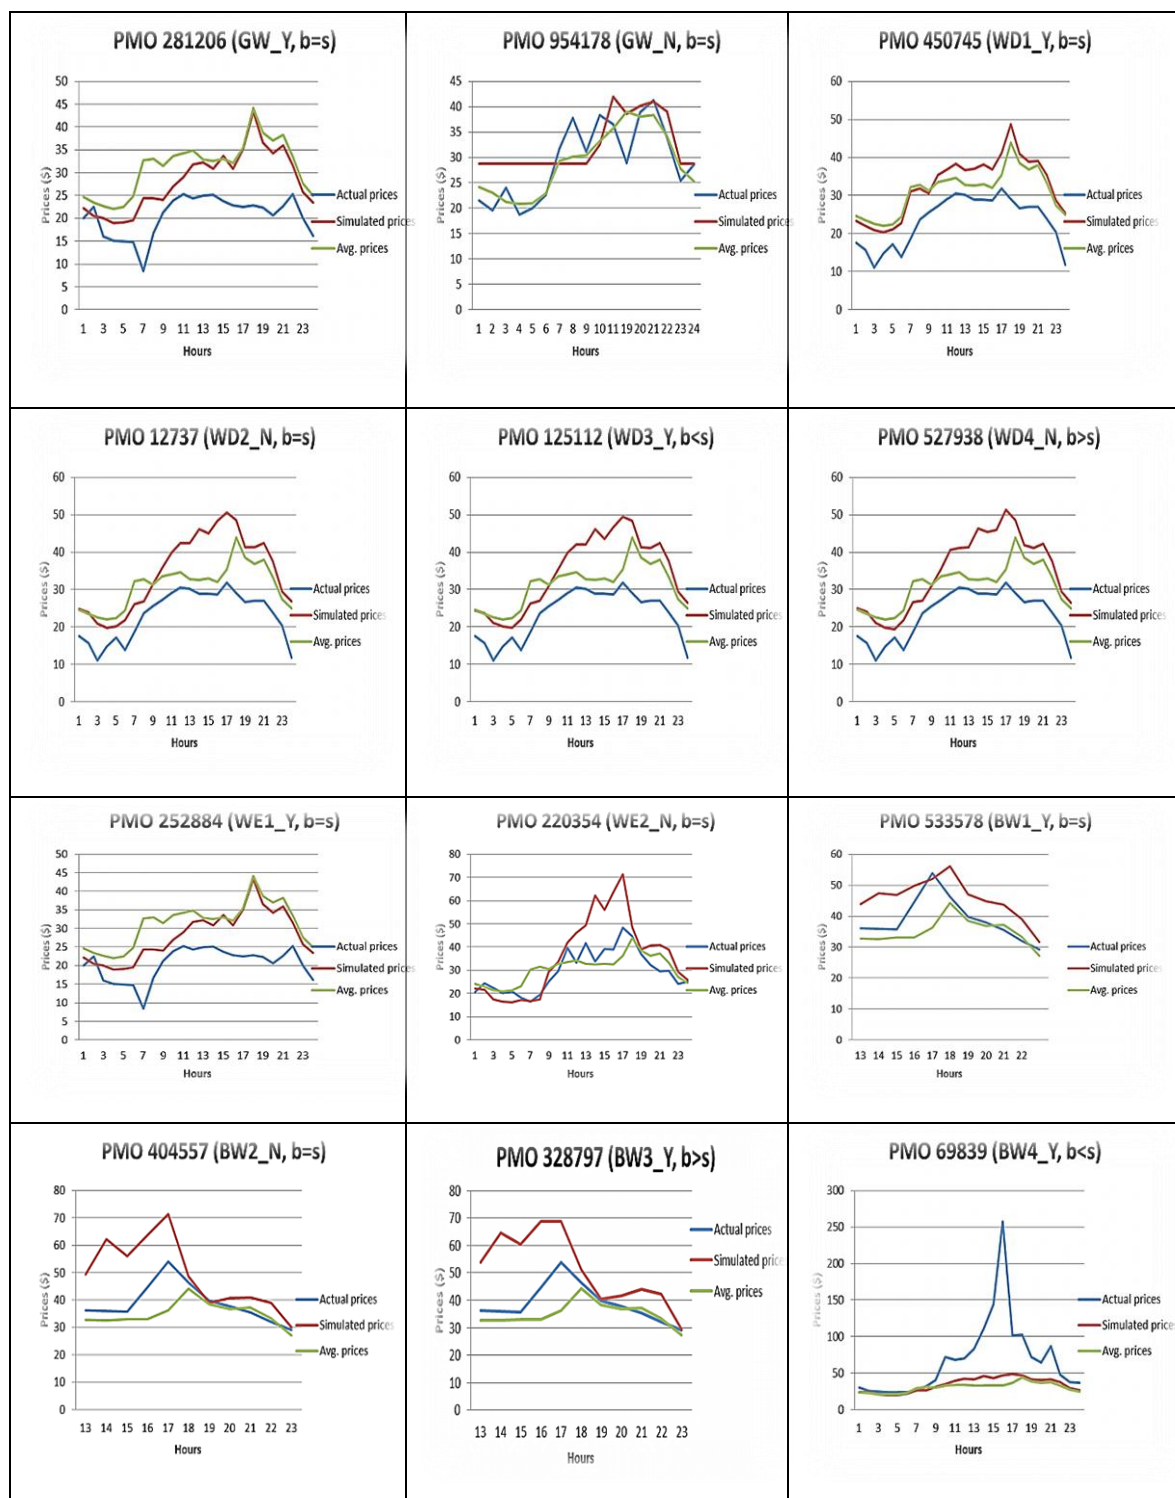 PMO 281206 (GW_Y, b=s)
50
45
40
35
30
25
20
15
10
5
0
Prices ($)
1 3 5 7 9 11 13 15 17 19 21 23
Hours
Actual prices
Simulated prices
Avg. prices
PMO 954178 (GW_N, b=s)
45
40
35
30
25
20
15
10
5
0
Prices ($)
1 2 3 4 5 6 7 8 9 10 11 19 20 21 22 23 24
Hours
Actual prices
Simulated prices
Avg. prices
PMO 450745 (WD1_Y, b=s)
60
50
40
30
20
10
0
Prices ($)
1 3 5 7 9 11 13 15 17 19 21 23
Hours
Actual prices
Simulated prices
Avg. prices
PMO 12737 (WD2_N, b=s)
60
50
40
30
20
10
0
Prices ($)
1 3 5 7 9 11 13 15 17 19 21 23
Hours
Actual prices
Simulated prices
Avg. prices
PMO 125112 (WD3_Y, b<s)
60
50
40
30
20
10
0
Prices ($)
1 3 5 7 9 11 13 15 17 19 21 23
Hours
Actual prices
Simulated prices
Avg. prices
PMO 527938 (WD4_N, b>s)
60
50
40
30
20
10
0
Prices ($)
1 3 5 7 9 11 13 15 17 19 21 23
Hours
Actual prices
Simulated prices
Avg. prices
PMO 252884 (WE1_Y, b=s)
50
45
40
35
30
25
20
15
10
5
0
Prices ($)
1 3 5 7 9 11 13 15 17 19 21 23
Hours
Actual prices
Simulated prices
Avg. prices
PMO 220354 (WE2_N, b=s)
80
70
60
50
40
30
20
10
0
Prices ($)
1 3 5 7 9 11 13 15 17 19 21 23
Hours
Actual prices
Simulated prices
Avg. prices
PMO 533578 (BW1_Y, b=s)
60
50
40
30
20
10
0
Prices ($)
13 14 15 16 17 18 19 20 21 22
Hours
Actual prices
Simulated prices
Avg. prices
PMO 404557 (BW2_N, b=s)
80
70
60
50
40
30
20
10
0
Prices ($)
13 14 15 16 17 18 19 20 21 22 23
Hours
Actual prices
Simulated prices
Avg. prices
PMO 328797 (BW3_Y, b>s)
80
70
60
50
40
30
20
10
0
Prices ($)
13 14 15 16 17 18 19 20 21 22 23
Hours
Actual prices
Simulated prices
Avg. prices
PMO 69839 (BW4_Y, b<s)
300
250
200
150
100
50
0
Prices ($)
1 3 5 7 9 11 13 15 17 19 21 23
Hours
Actual prices
Simulated prices
Avg. prices